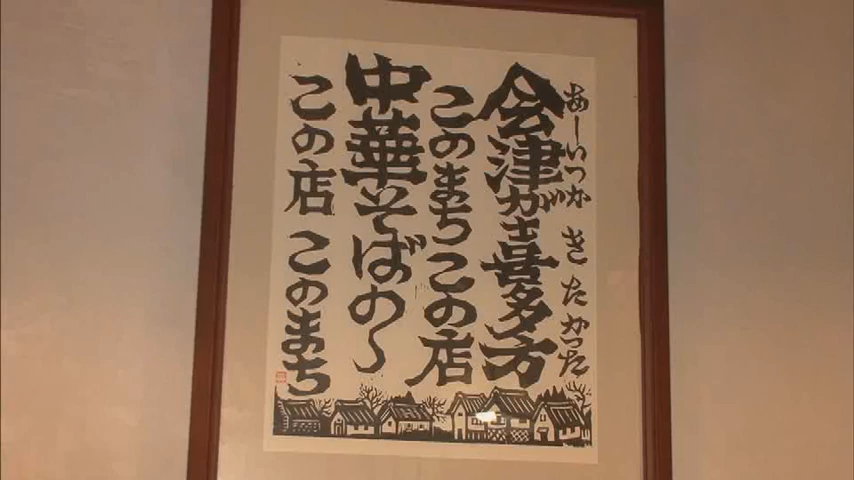 あーいつか きたかった
会津が喜多方
このまちこの店
中華そばの〜
この店 このまち